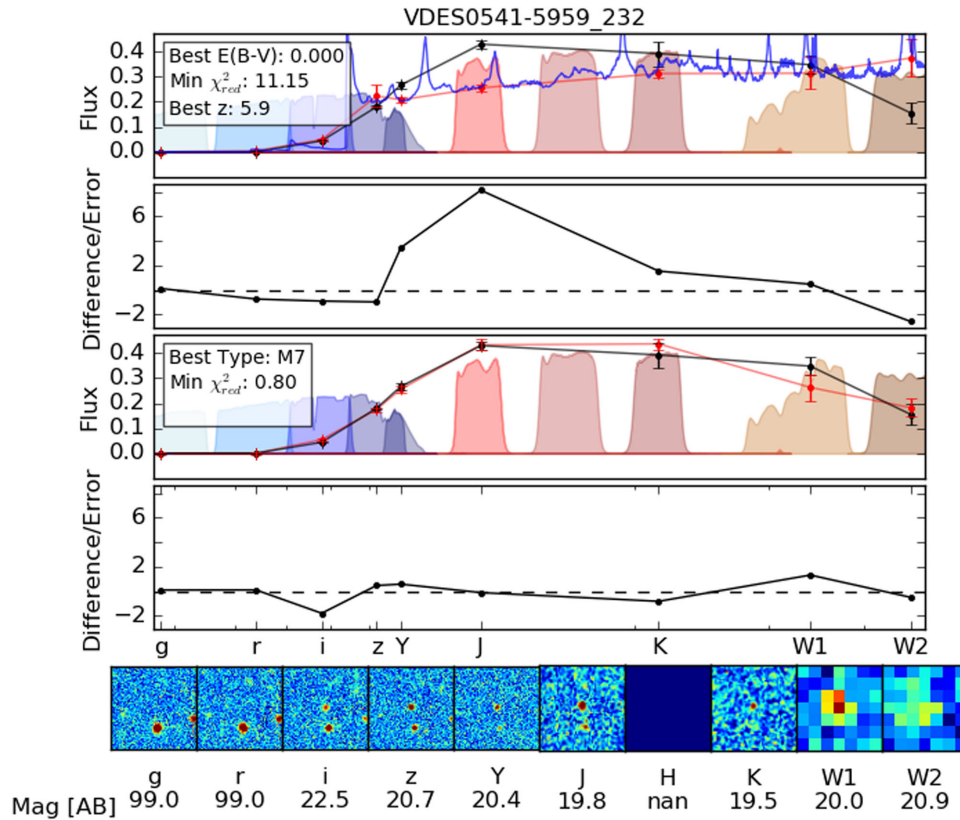 VDES0541-5959_232
Flux
0.4
0.3
0.2
0.1
0.0
Best E(B-V): 0.000
Min χ²red: 11.15
Best z: 5.9
Difference/Error
6
2
−2
Flux
0.4
0.3
0.2
0.1
0.0
Best Type: M7
Min χ²red: 0.80
Difference/Error
6
2
−2
g r i z Y J K W1 W2
g r i z Y J H K W1 W2
Mag [AB] 99.0 99.0 22.5 20.7 20.4 19.8 nan 19.5 20.0 20.9